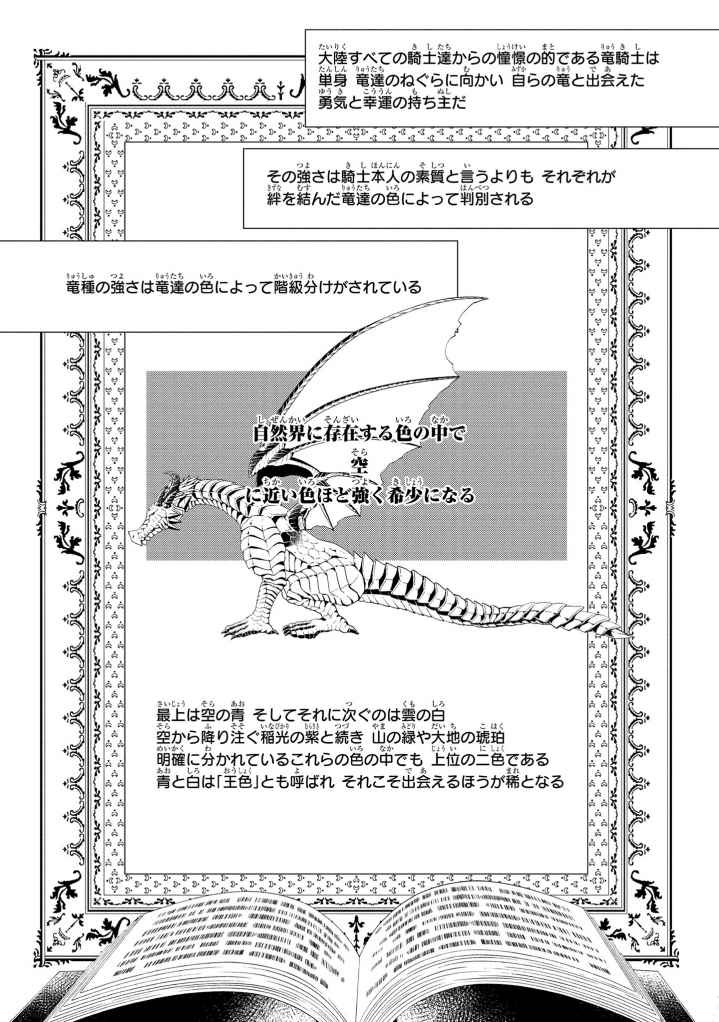 大陸すべての騎士達からの憧憬の的である竜騎士は
単身 竜達のねぐらに向かい 自らの竜と出会えた
勇気と幸運の持ち主だ
その強さは騎士本人の素質と言うよりも それぞれが
絆を結んだ竜達の色によって判別される
竜種の強さは竜達の色によって階級分けがされている
自然界に存在する色の中で
空
に近い色ほど強く希少になる
最上は空の青 そしてそれに次ぐのは雲の白
空から降り注ぐ稲光の紫と続き 山の緑や大地の琥珀
明確に分かれているこれらの色の中でも 上位の二色である
青と白は「王色」とも呼ばれ それこそ出会えるほうが稀となる